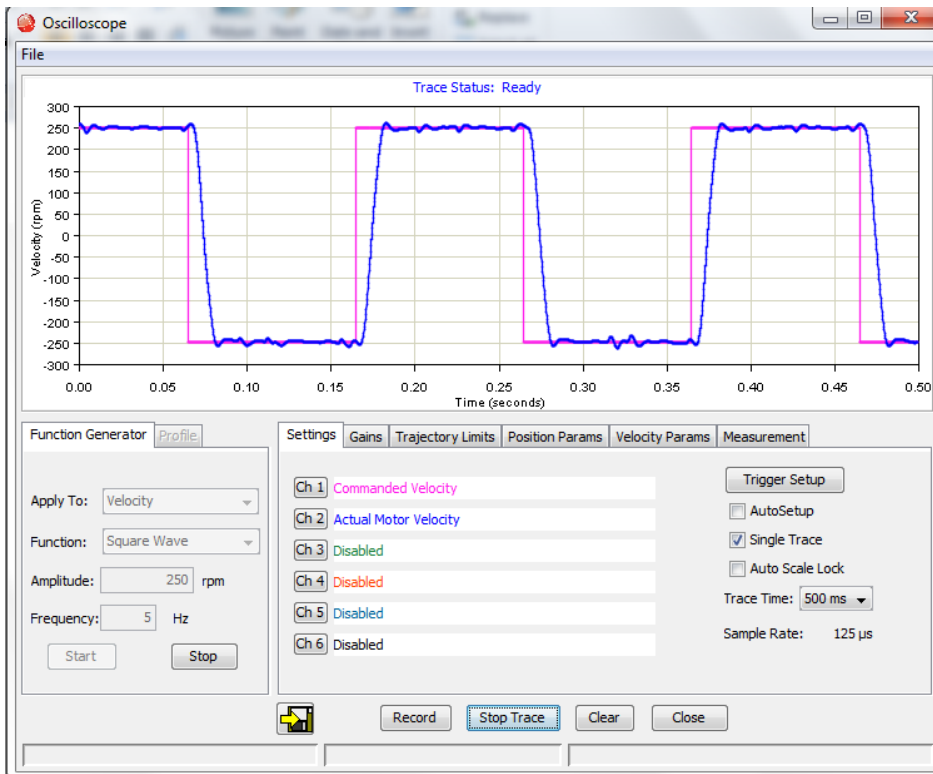 Oscilloscope
File
Trace Status: Ready
300
250
200
150
100
50
0
-50
-100
-150
-200
-250
-300
Velocity (rpm)
0.00 0.05 0.10 0.15 0.20 0.25 0.30 0.35 0.40 0.45 0.50
Time (seconds)
Function Generator Profile
Apply To: Velocity
Function: Square Wave
Amplitude: 250 rpm
Frequency: 5 Hz
Start Stop
Settings Gains Trajectory Limits Position Params Velocity Params Measurement
Ch 1 Commanded Velocity
Ch 2 Actual Motor Velocity
Ch 3 Disabled
Ch 4 Disabled
Ch 5 Disabled
Ch 6 Disabled
Trigger Setup
AutoSetup
Single Trace
Auto Scale Lock
Trace Time: 500 ms
Sample Rate: 125 µs
Record Stop Trace Clear Close